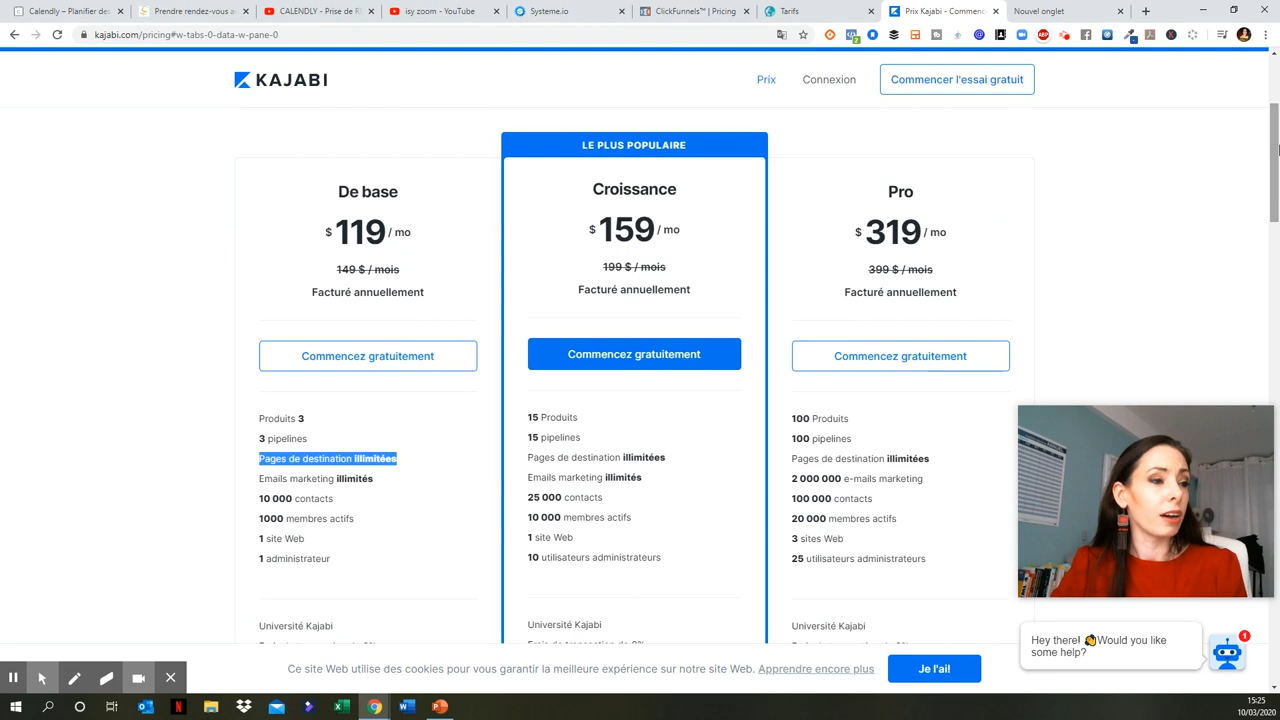 Calendly – Planifier des
Prendre rendez-vous a
CALENDLY - Prise de R
isy zoom - YouTube
Systeme.io
ClickFunnels™ | Pricing
Tarifs
Prix Kajabi - Commenc
Nouvel onglet
kajabi.com/pricing#w-tabs-0-data-w-pane-0
KAJABI
Prix
Connexion
Commencer l'essai gratuit
LE PLUS POPULAIRE
De base
$ 119 / mo
149 $ / mois
Facturé annuellement
Commencez gratuitement
Produits 3
3 pipelines
Pages de destination illimitées
Emails marketing illimités
10 000 contacts
1000 membres actifs
1 site Web
1 administrateur
Université Kajabi
Croissance
$ 159 / mo
199 $ / mois
Facturé annuellement
Commencez gratuitement
15 Produits
15 pipelines
Pages de destination illimitées
Emails marketing illimités
25 000 contacts
10 000 membres actifs
1 site Web
10 utilisateurs administrateurs
Université Kajabi
Frais de transaction de 0%
Pro
$ 319 / mo
399 $ / mois
Facturé annuellement
Commencez gratuitement
100 Produits
100 pipelines
Pages de destination illimitées
2 000 000 e-mails marketing
100 000 contacts
20 000 membres actifs
3 sites Web
25 utilisateurs administrateurs
Université Kajabi
Hey there! Would you like
some help?
1
Ce site Web utilise des cookies pour vous garantir la meilleure expérience sur notre site Web. Apprendre encore plus
Je l'ai!
15:25
10/03/2020